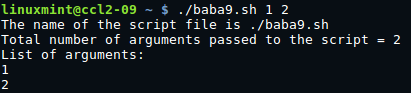 linuxmint@ccl2-09 ~ $ ./baba9.sh 1 2
The name of the script file is ./baba9.sh
Total number of arguments passed to the script = 2
List of arguments:
1
2